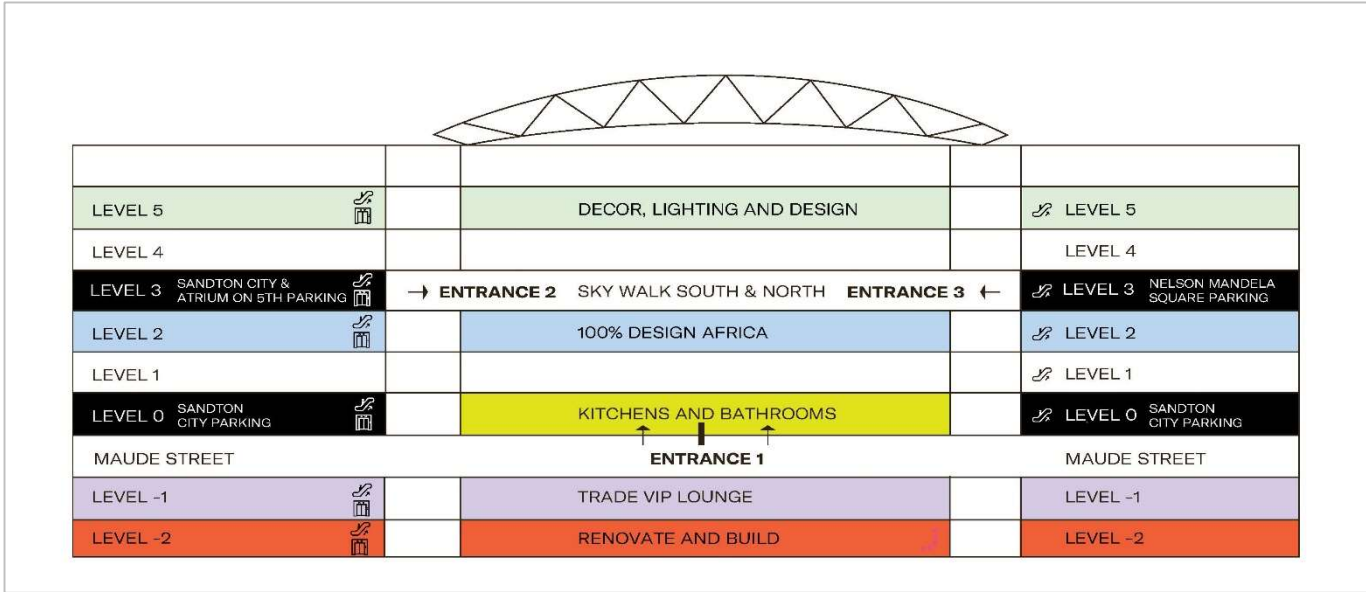 LEVEL 5 DECOR, LIGHTING AND DESIGN LEVEL 5
LEVEL 4 LEVEL 4
LEVEL 3 SANDTON CITY &
ATRIUM ON 5TH PARKING ENTRANCE 2 SKY WALK SOUTH & NORTH ENTRANCE 3 LEVEL 3 NELSON MANDELA
SQUARE PARKING
LEVEL 2 100% DESIGN AFRICA LEVEL 2
LEVEL 1 LEVEL 1
LEVEL 0 SANDTON
CITY PARKING KITCHENS AND BATHROOMS LEVEL 0 SANDTON
CITY PARKING
MAUDE STREET ENTRANCE 1 MAUDE STREET
LEVEL -1 TRADE VIP LOUNGE LEVEL -1
LEVEL -2 RENOVATE AND BUILD LEVEL -2